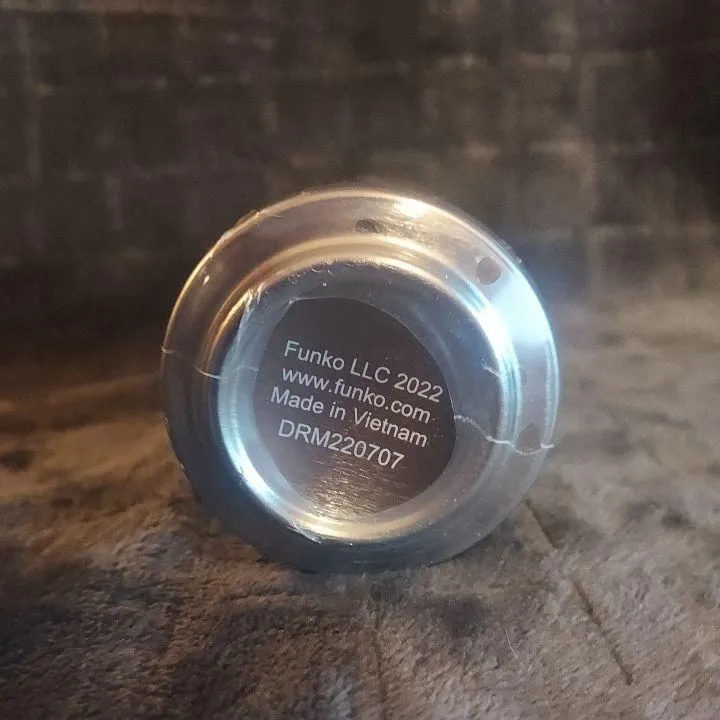 Funko LLC 2022
www.funko.com
Made in Vietnam
DRM220707